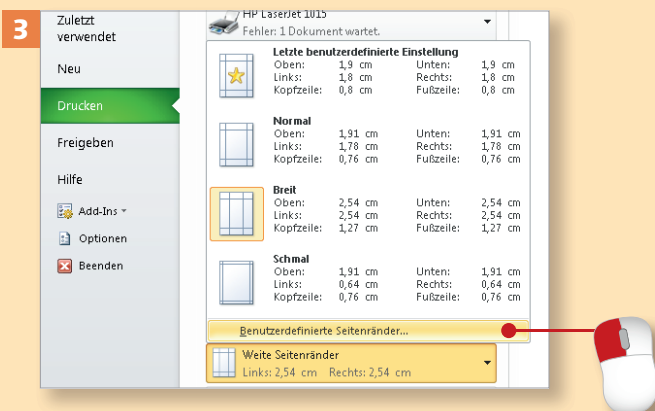 3
Zuletzt
verwendet
Neu
Drucken
Freigeben
Hilfe
Add-Ins
Optionen
Beenden
HP LaserJet 1015
Fehler: 1 Dokument wartet.
Letzte benutzerdefinierte Einstellung
Oben: 1,9 cm Unten: 1,9 cm
Links: 1,8 cm Rechts: 1,8 cm
Kopfzeile: 0,8 cm Fußzeile: 0,8 cm
Normal
Oben: 1,91 cm Unten: 1,91 cm
Links: 1,78 cm Rechts: 1,78 cm
Kopfzeile: 0,76 cm Fußzeile: 0,76 cm
Breit
Oben: 2,54 cm Unten: 2,54 cm
Links: 2,54 cm Rechts: 2,54 cm
Kopfzeile: 1,27 cm Fußzeile: 1,27 cm
Schmal
Oben: 1,91 cm Unten: 1,91 cm
Links: 0,64 cm Rechts: 0,64 cm
Kopfzeile: 0,76 cm Fußzeile: 0,76 cm
Benutzerdefinierte Seitenränder...
Weite Seitenränder
Links: 2,54 cm Rechts: 2,54 cm